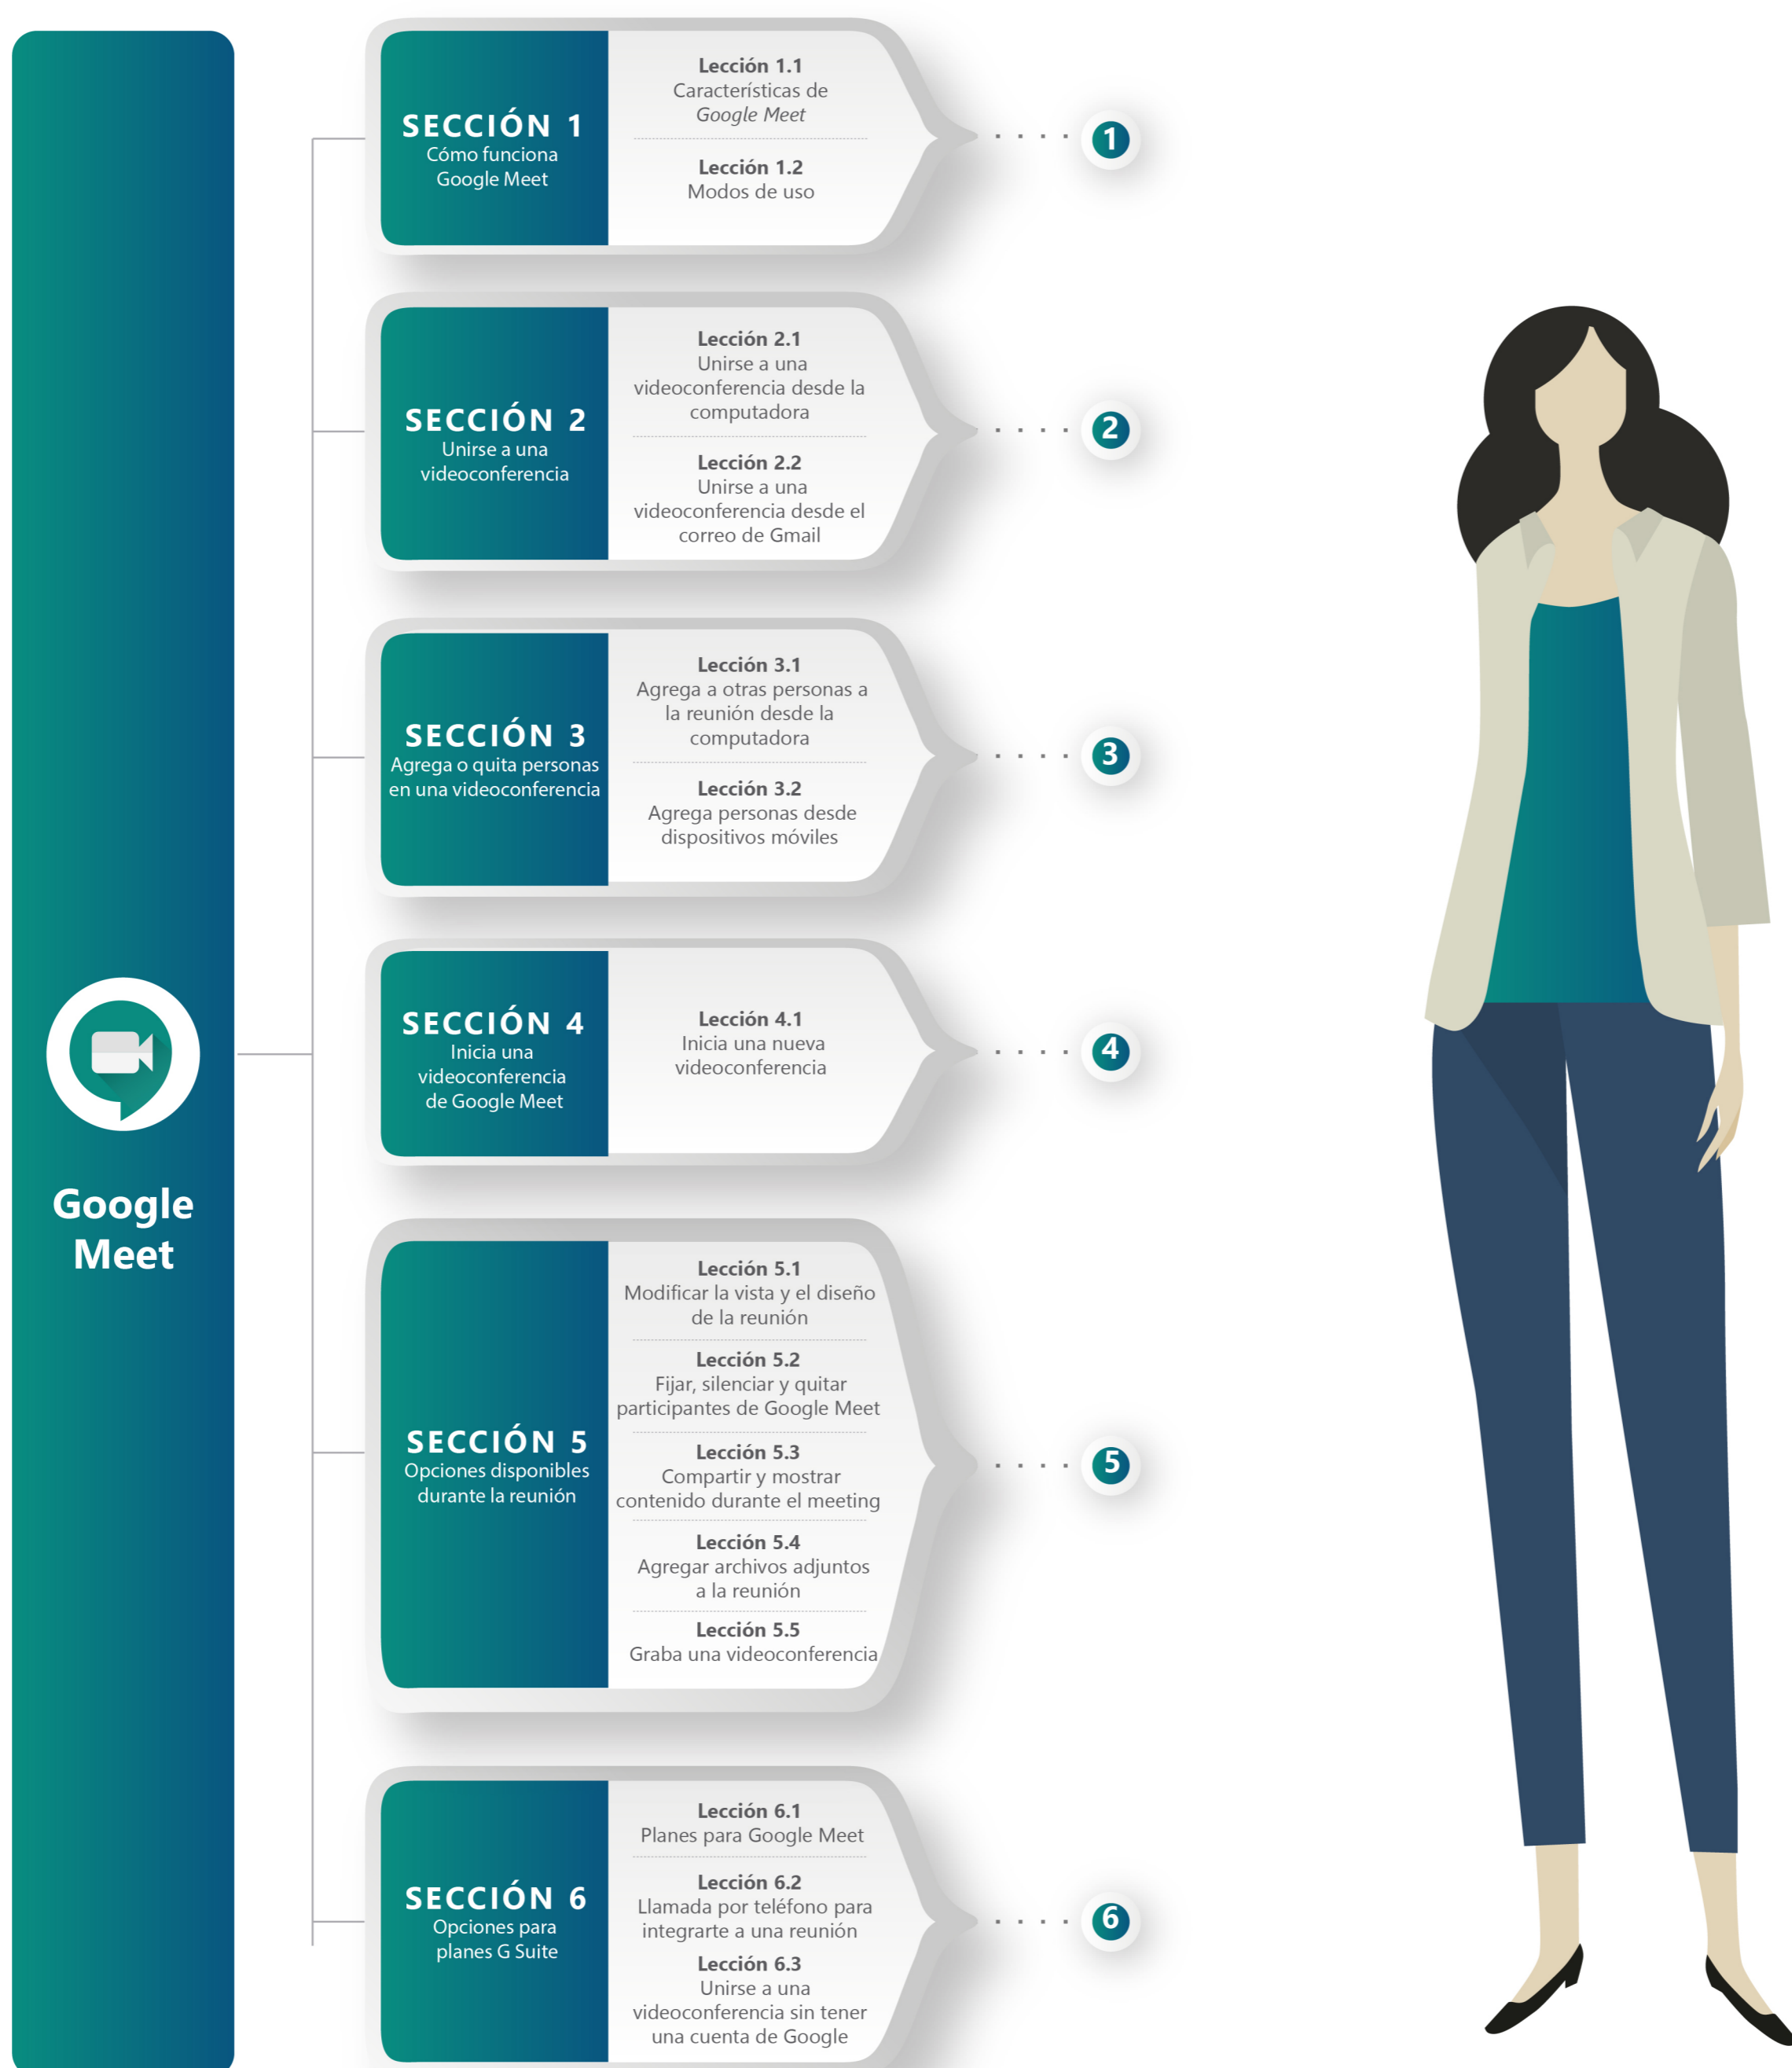 Google
Meet
SECCIÓN 1
Cómo funciona
Google Meet
Lección 1.1
Características de
Google Meet
Lección 1.2
Modos de uso
1
SECCIÓN 2
Unirse a una
videoconferencia
Lección 2.1
Unirse a una
videoconferencia desde la
computadora
Lección 2.2
Unirse a una
videoconferencia desde el
correo de Gmail
2
SECCIÓN 3
Agrega o quita personas
en una videoconferencia
Lección 3.1
Agrega a otras personas a
la reunión desde la
computadora
Lección 3.2
Agrega personas desde
dispositivos móviles
3
SECCIÓN 4
Inicia una
videoconferencia
de Google Meet
Lección 4.1
Inicia una nueva
videoconferencia
4
SECCIÓN 5
Opciones disponibles
durante la reunión
Lección 5.1
Modificar la vista y el diseño
de la reunión
Lección 5.2
Fijar, silenciar y quitar
participantes de Google Meet
Lección 5.3
Compartir y mostrar
contenido durante el meeting
Lección 5.4
Agregar archivos adjuntos
a la reunión
Lección 5.5
Graba una videoconferencia
5
SECCIÓN 6
Opciones para
planes G Suite
Lección 6.1
Planes para Google Meet
Lección 6.2
Llamada por teléfono para
integrarte a una reunión
Lección 6.3
Unirse a una
videoconferencia sin tener
una cuenta de Google
6